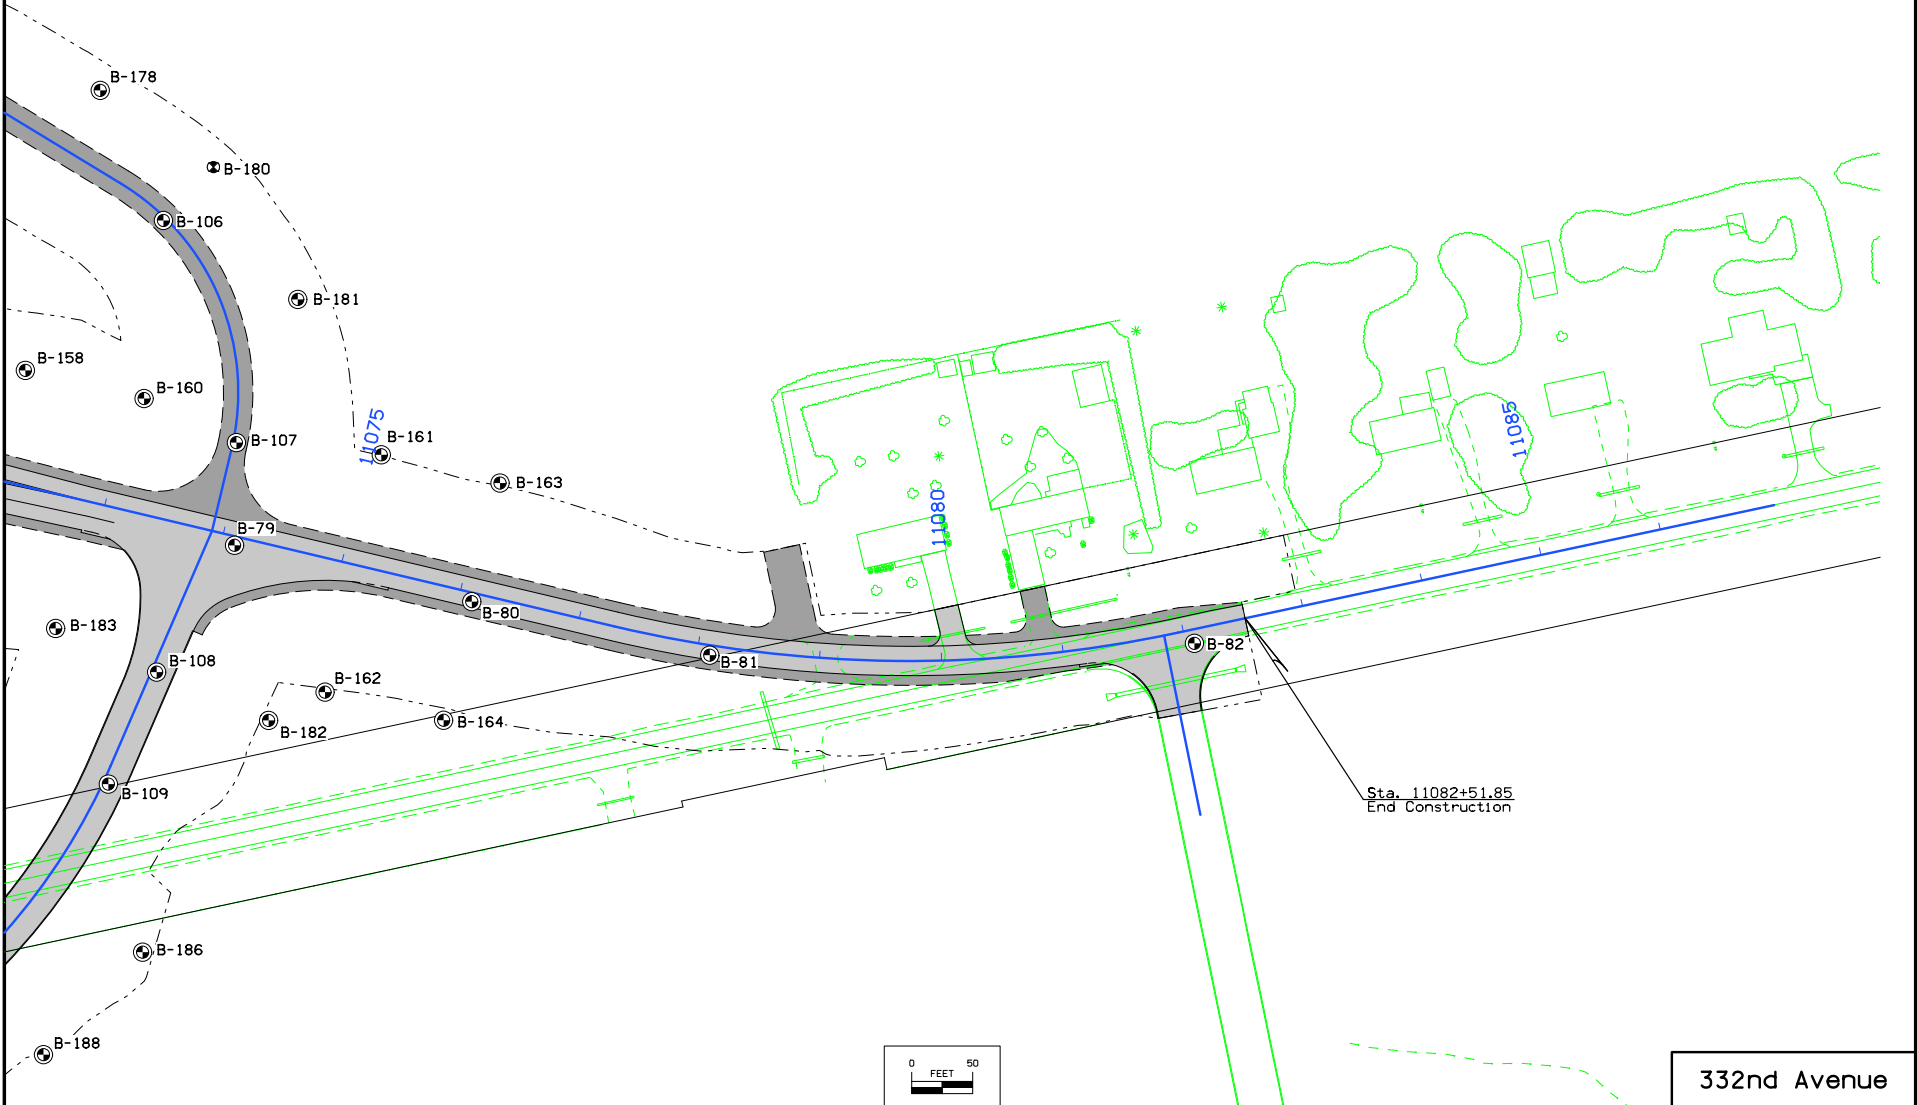 B-178
B-180
B-106
B-181
B-158
B-160
11075
B-161
B-107
B-163
11080
11085
B-79
B-80
B-183
B-81
B-82
B-108
B-162
B-182
B-164
B-109
Sta. 11082+51.85
End Construction
B-186
B-188
0 50
FEET
332nd Avenue